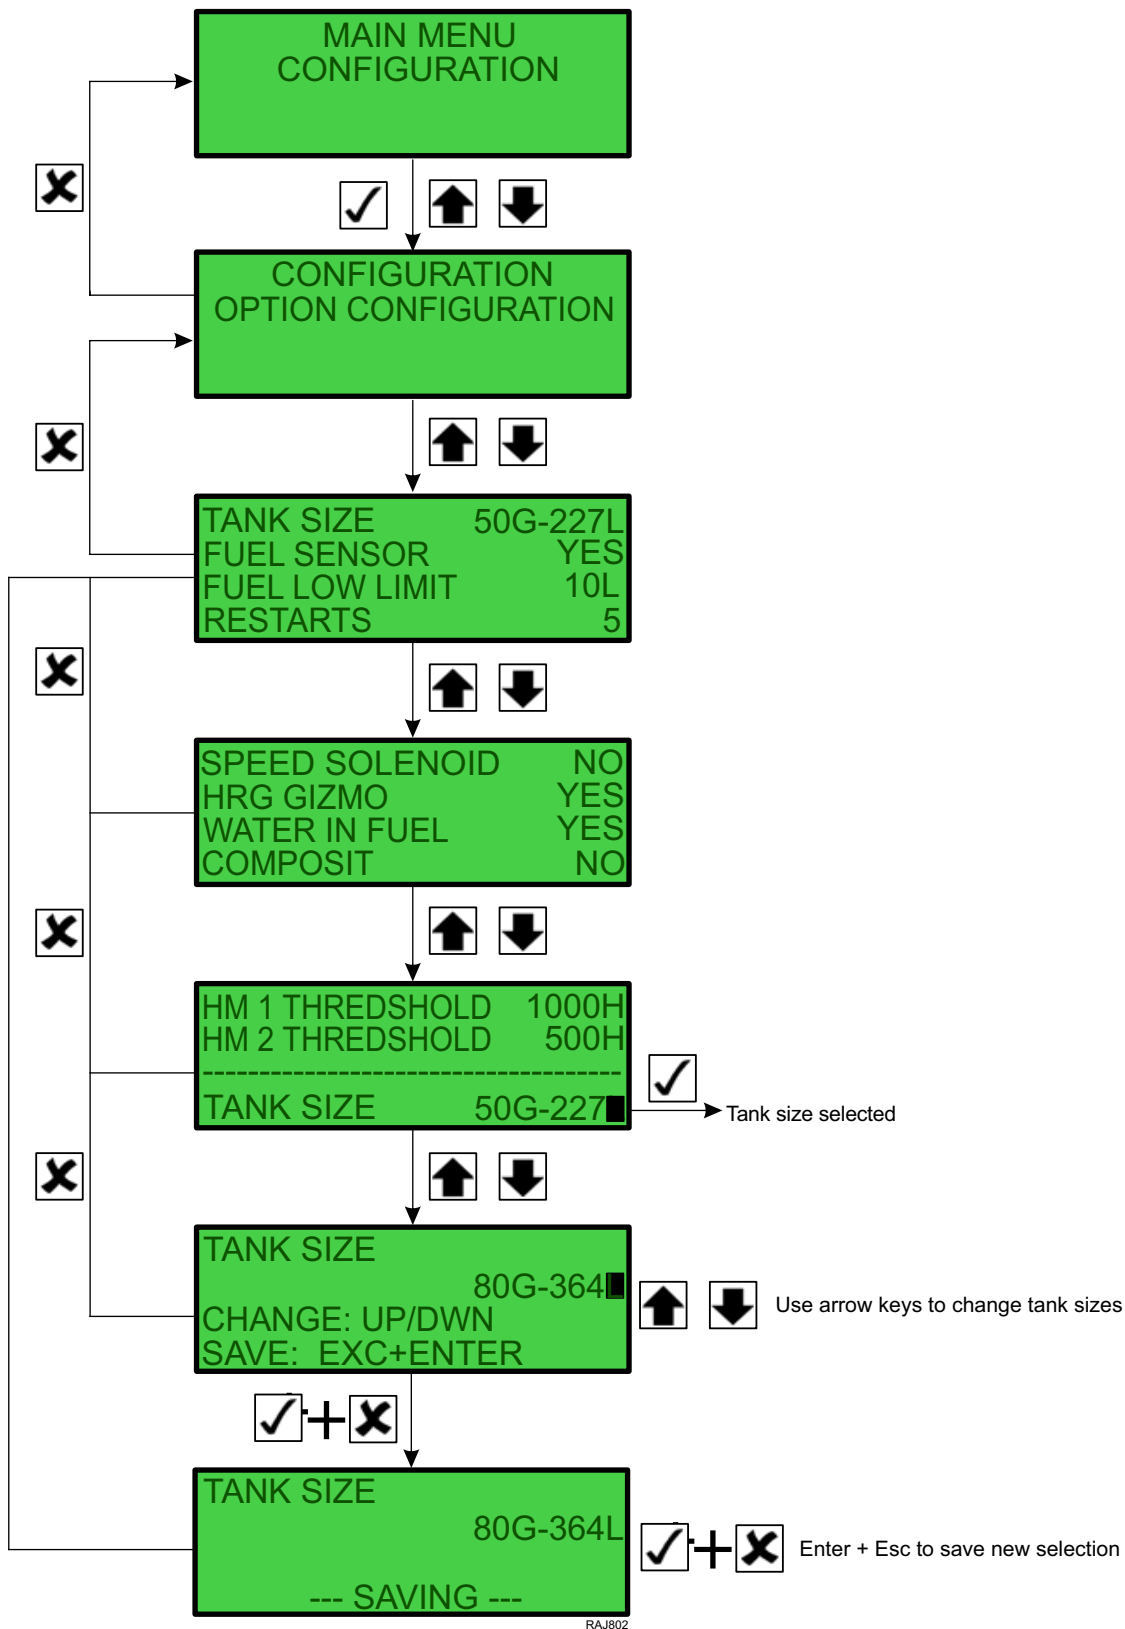 MAIN MENU
CONFIGURATION
CONFIGURATION
OPTION CONFIGURATION
TANK SIZE 50G-227L
FUEL SENSOR YES
FUEL LOW LIMIT 10L
RESTARTS 5
SPEED SOLENOID NO
HRG GIZMO YES
WATER IN FUEL YES
COMPOSIT NO
HM 1 THREDSHOLD 1000H
HM 2 THREDSHOLD 500H
-------------------------------------
TANK SIZE 50G-227
Tank size selected
TANK SIZE
80G-364L
CHANGE: UP/DWN
SAVE: EXC+ENTER
Use arrow keys to change tank sizes
+
TANK SIZE
80G-364L
--- SAVING ---
+
Enter + Esc to save new selection
RAJ802